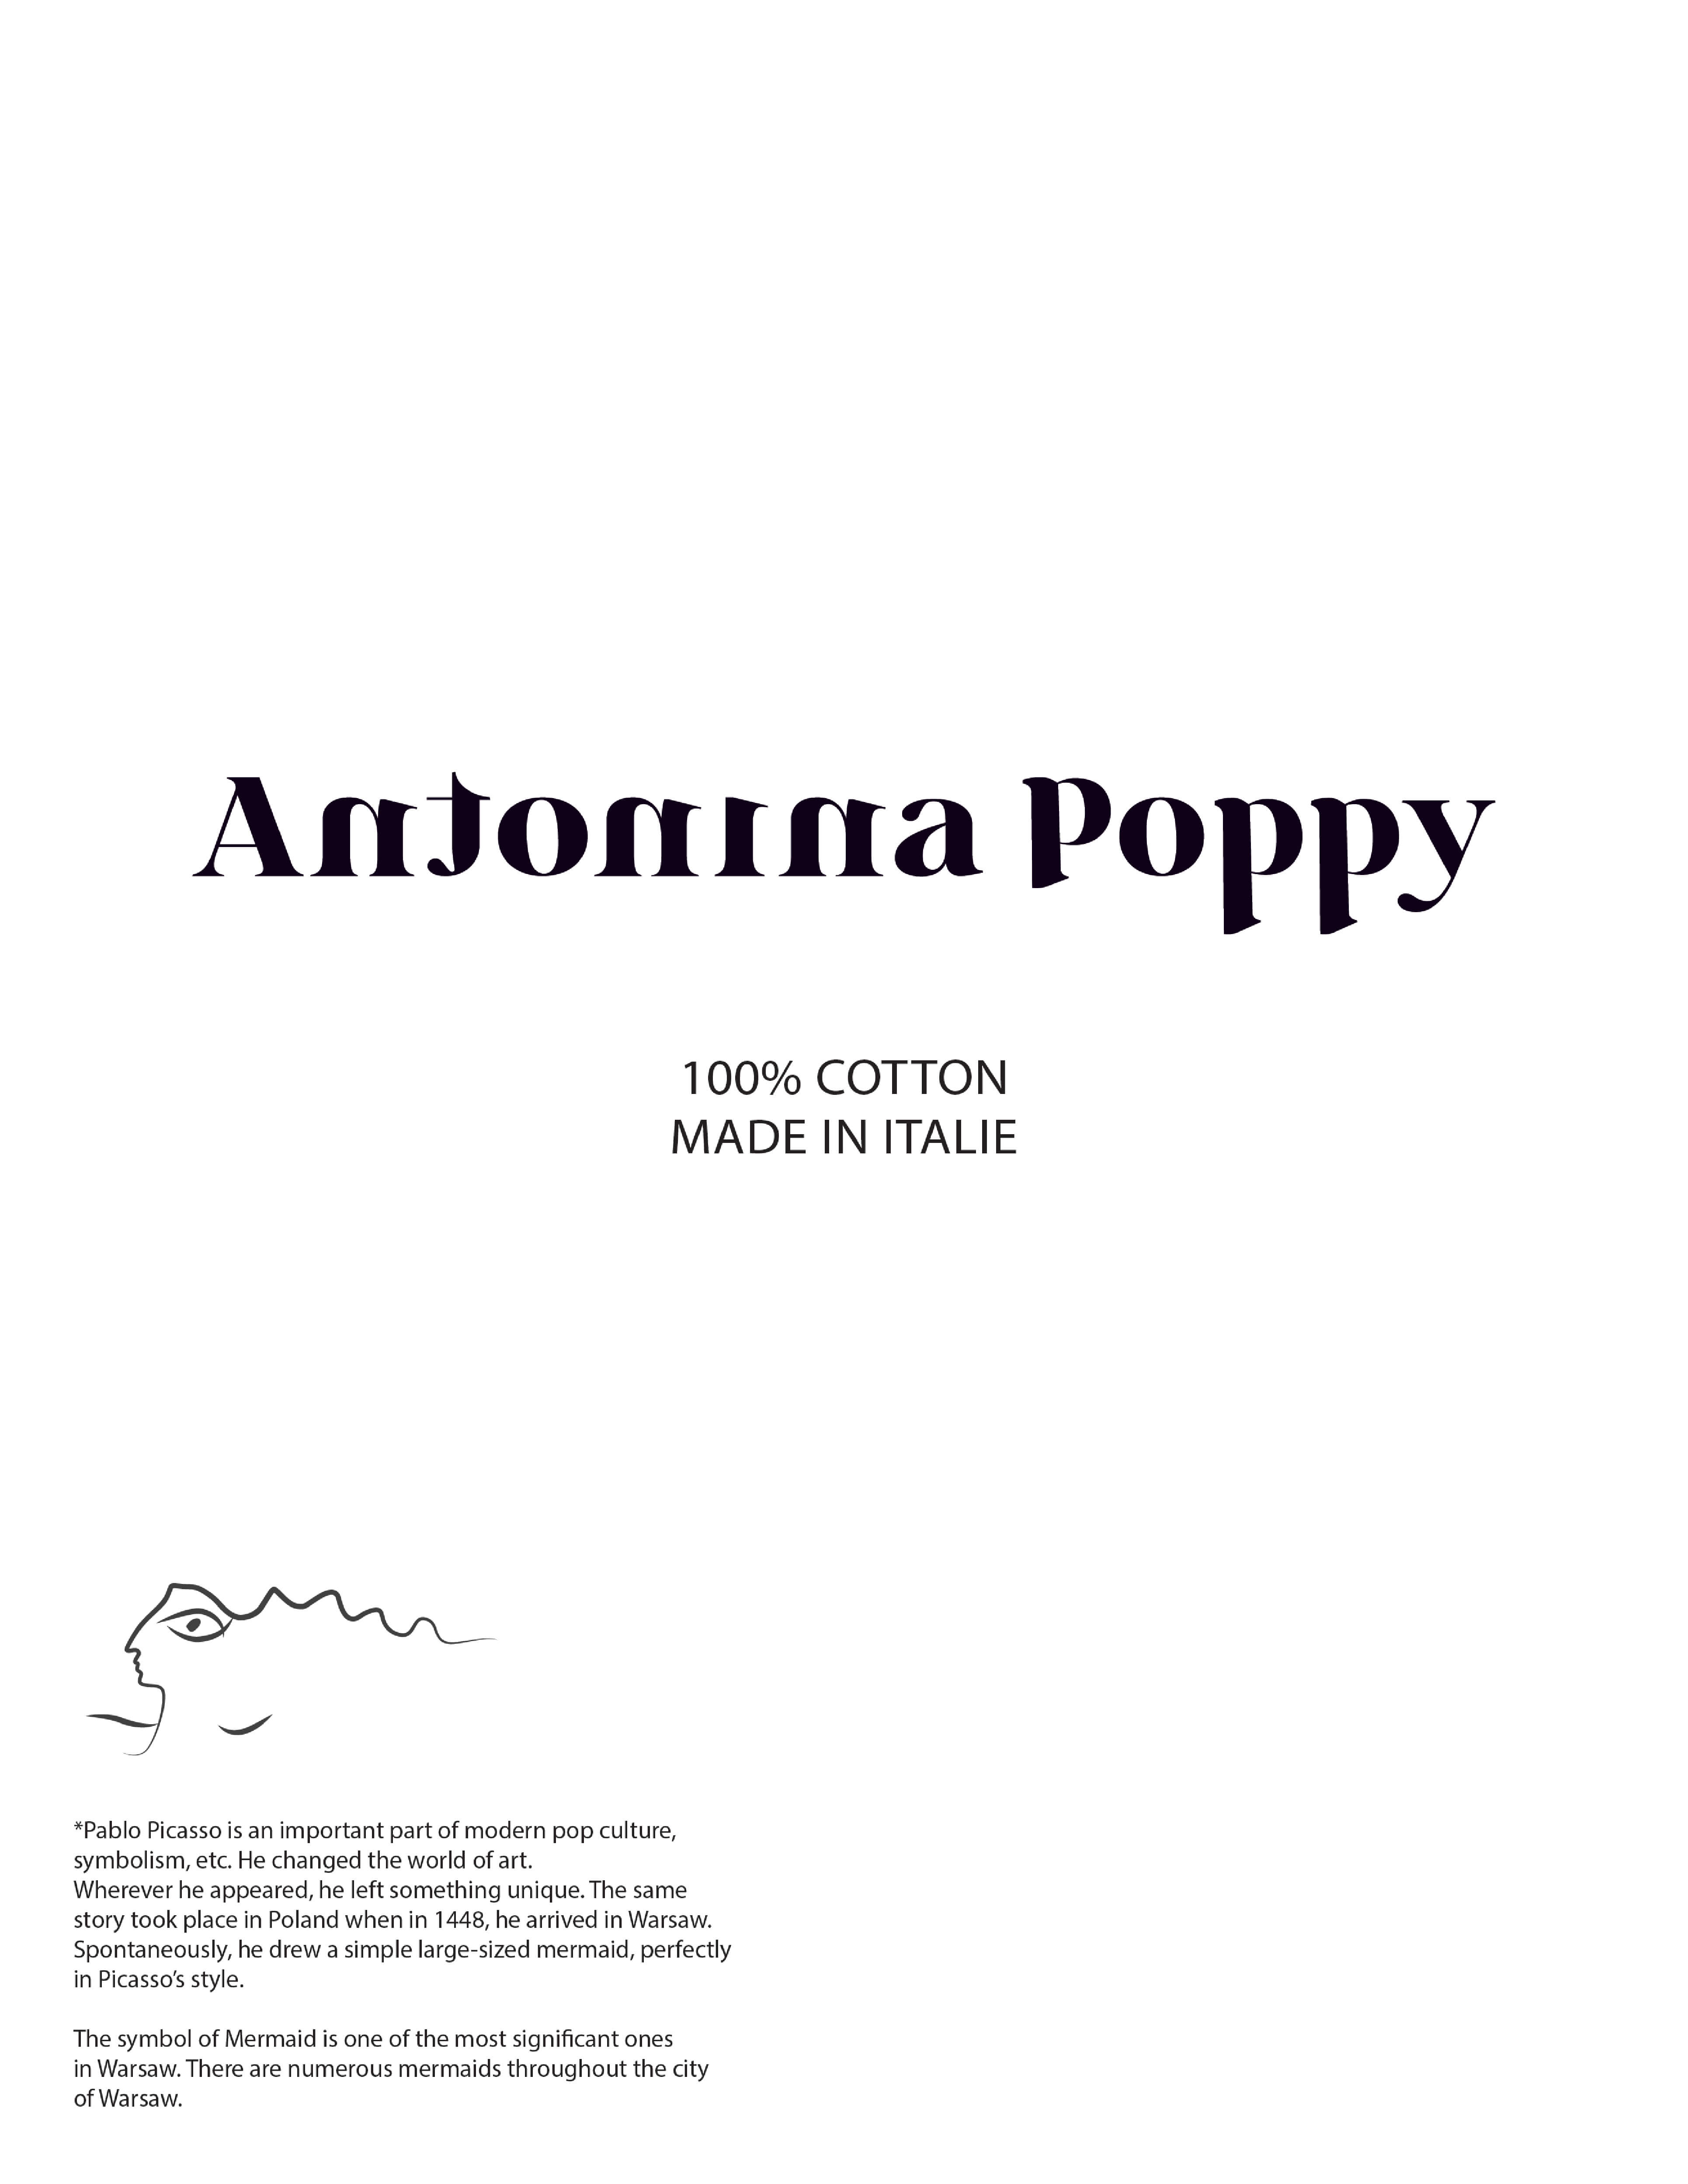 Antonina Poppy
100% COTTON
MADE IN ITALIE
*Pablo Picasso is an important part of modern pop culture,
symbolism, etc. He changed the world of art.
Wherever he appeared, he left something unique. The same
story took place in Poland when in 1448, he arrived in Warsaw.
Spontaneously, he drew a simple large-sized mermaid, perfectly
in Picasso's style.
The symbol of Mermaid is one of the most significant ones
in Warsaw. There are numerous mermaids throughout the city
of Warsaw.